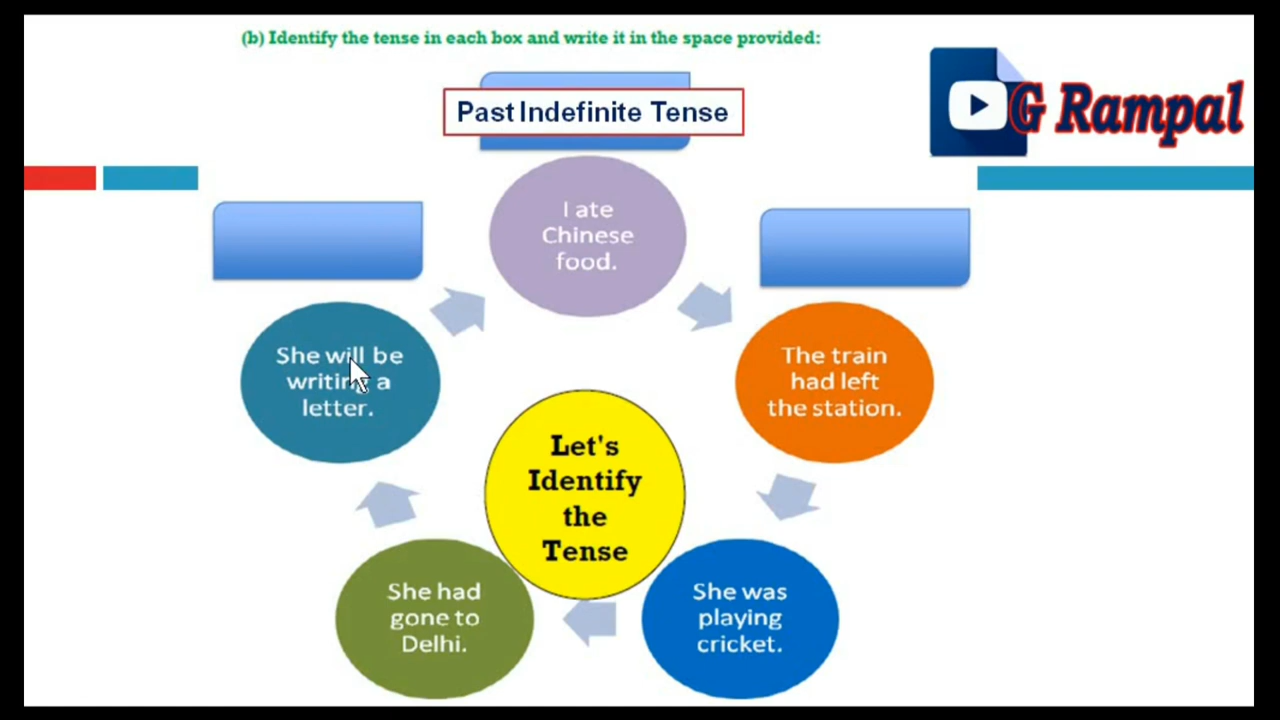 (b) Identify the tense in each box and write it in the space provided:
G Rampal
Past Indefinite Tense
I ate
Chinese
food.
The train
had left
the station.
She was
playing
cricket.
She had
gone to
Delhi.
She will be
writing a
letter.
Let's
Identify
the
Tense